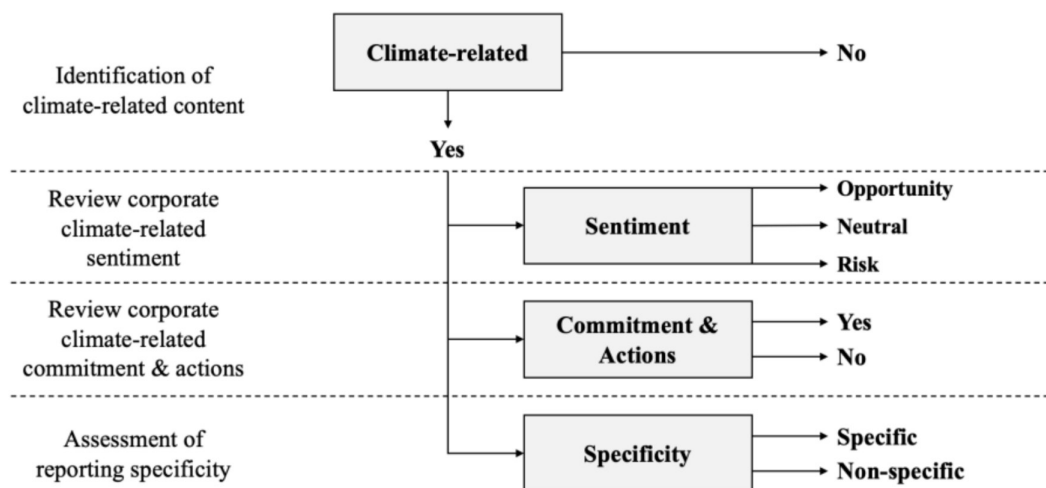 Identification of
climate-related content
Climate-related
No
Yes
Review corporate
climate-related
sentiment
Sentiment
Opportunity
Neutral
Risk
Review corporate
climate-related
commitment & actions
Commitment &
Actions
Yes
No
Assessment of
reporting specificity
Specificity
Specific
Non-specific